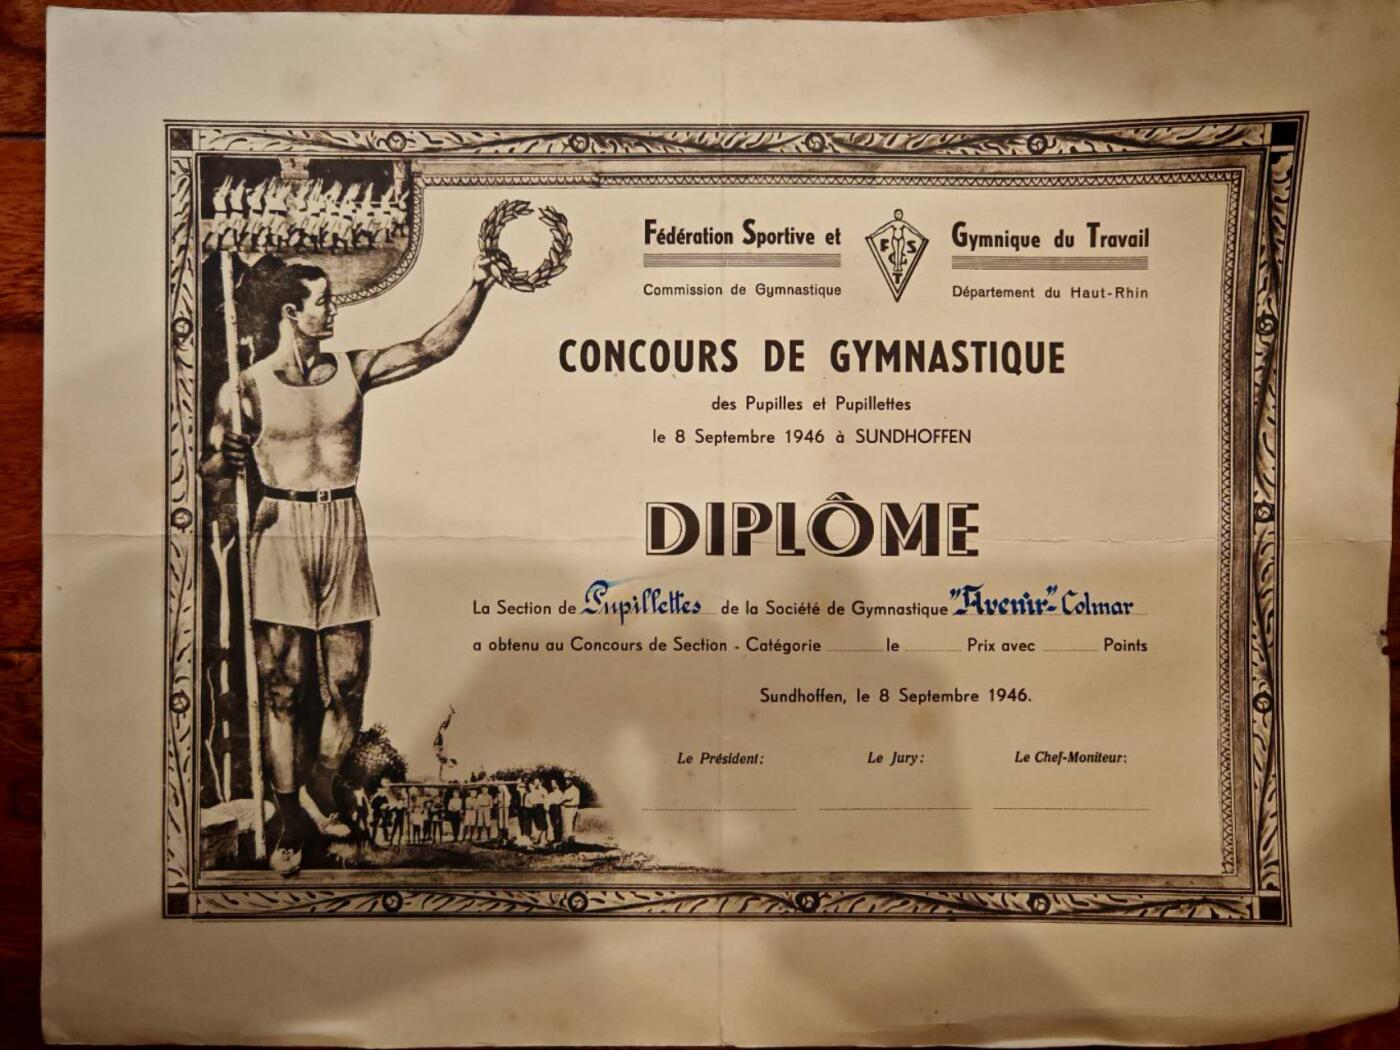 Fédération Sportive et Gymnique du Travail
F S G T
Commission de Gymnastique Département du Haut-Rhin
CONCOURS DE GYMNASTIQUE
des Pupilles et Pupillettes
le 8 Septembre 1946 à SUNDHOFFEN
DIPLÔME
La Section de Pupillettes de la Société de Gymnastique "Avenir" Colmar
a obtenu au Concours de Section - Catégorie le Prix avec Points
Sundhoffen, le 8 Septembre 1946.
Le Président: Le Jury: Le Chef-Moniteur: